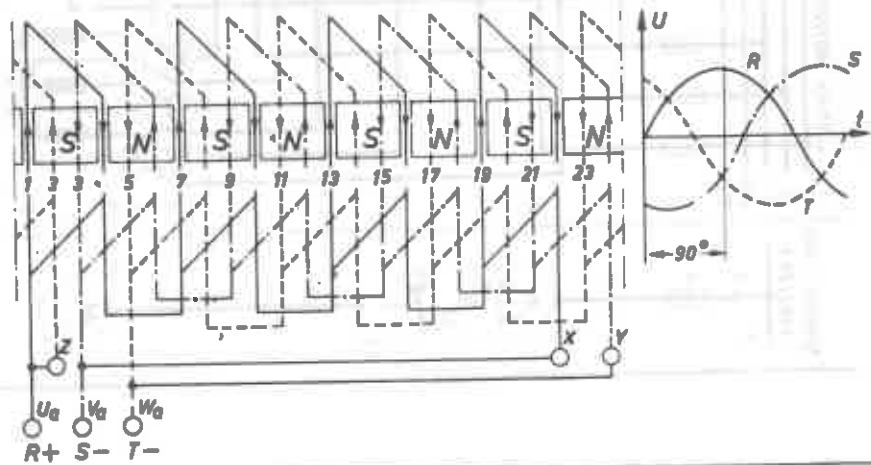 U
R
S
T
t
90°
S N S N S N S N
1 3 3 5 7 9 11 13 15 17 19 21 23
Z X Y
Ua Va Wa
R+ S- T-